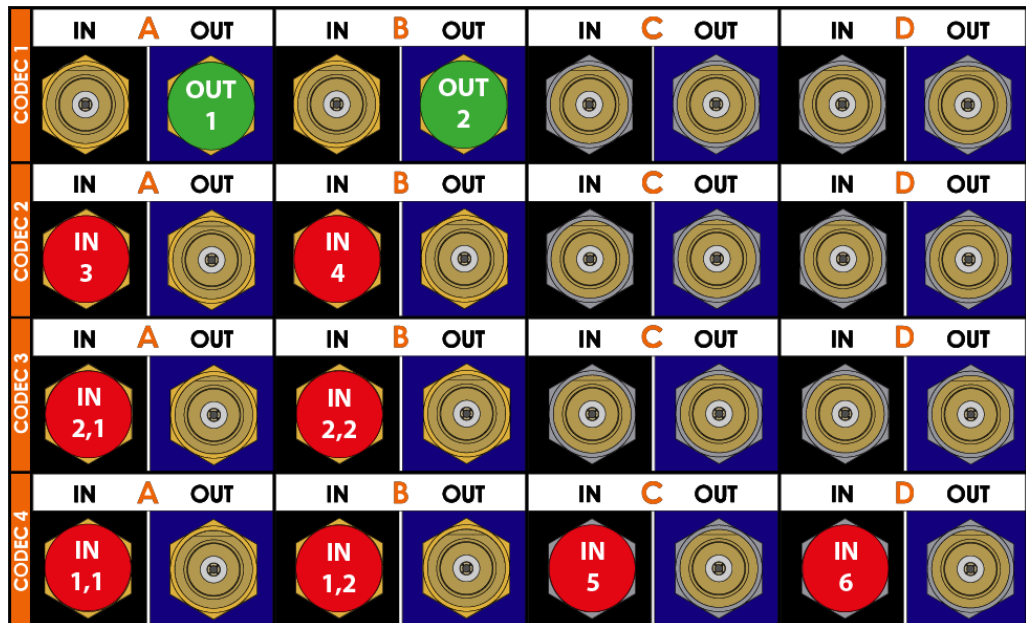 CODEC 1
IN A OUT IN B OUT IN C OUT IN D OUT
OUT
1
OUT
2
CODEC 2
IN A OUT IN B OUT IN C OUT IN D OUT
IN
3
IN
4
CODEC 3
IN A OUT IN B OUT IN C OUT IN D OUT
IN
2,1
IN
2,2
CODEC 4
IN A OUT IN B OUT IN C OUT IN D OUT
IN
1,1
IN
1,2
IN
5
IN
6